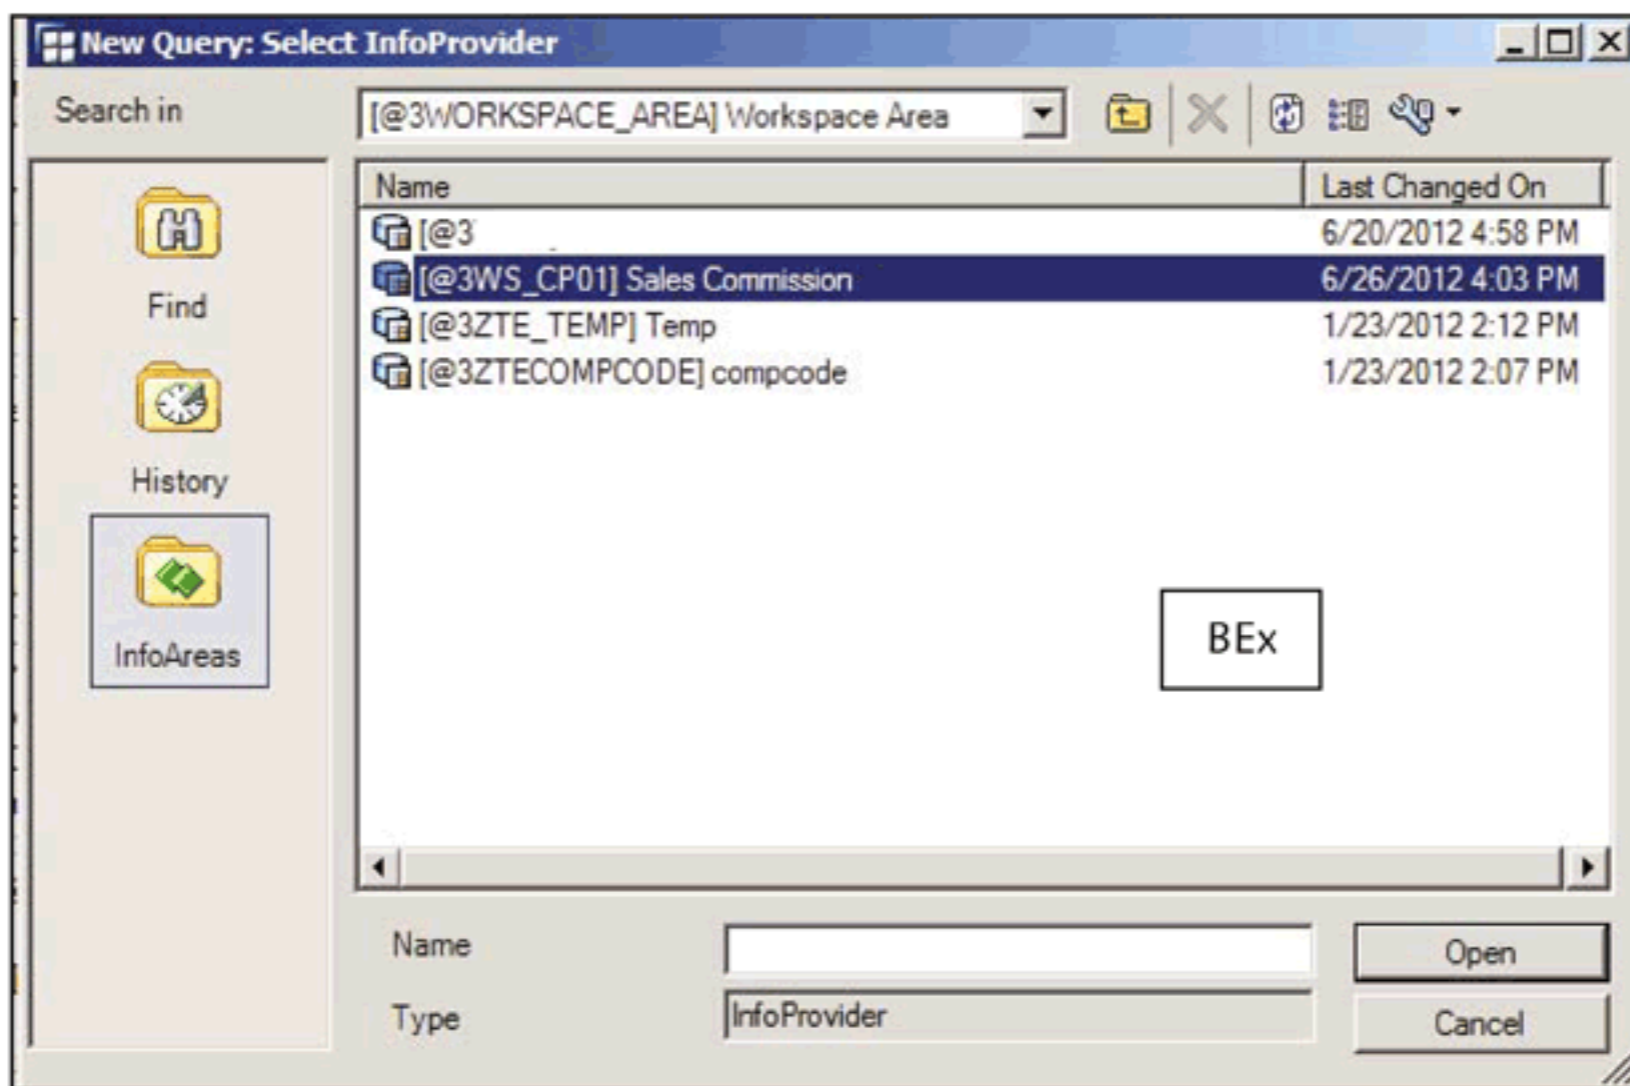 New Query: Select InfoProvider
Search in
[@3WORKSPACE_AREA] Workspace Area
Name Last Changed On
[@3 6/20/2012 4:58 PM
[@3WS_CP01] Sales Commission 6/26/2012 4:03 PM
[@3ZTE_TEMP] Temp 1/23/2012 2:12 PM
[@3ZTECOMPCODE] compcode 1/23/2012 2:07 PM
Find
History
InfoAreas
BEx
Name
Open
Type InfoProvider
Cancel